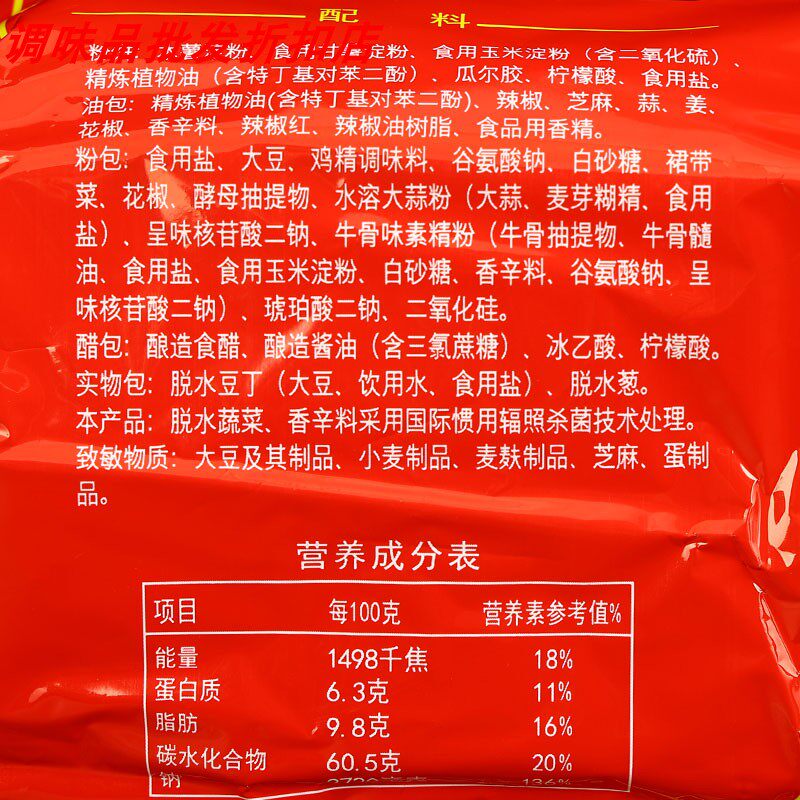 配 料
调味品批发折扣店
食用甘薯淀粉、食用玉米淀粉（含二氧化硫）、
精炼植物油（含特丁基对苯二酚）、瓜尔胶、柠檬酸、食用盐。
油包：精炼植物油(含特丁基对苯二酚)、辣椒、芝麻、蒜、姜、
花椒、香辛料、辣椒红、辣椒油树脂、食品用香精。
粉包：食用盐、大豆、鸡精调味料、谷氨酸钠、白砂糖、裙带
菜、花椒、酵母抽提物、水溶大蒜粉（大蒜、麦芽糊精、食用
盐）、呈味核苷酸二钠、牛骨味素精粉（牛骨抽提物、牛骨髓
油、食用盐、食用玉米淀粉、白砂糖、香辛料、谷氨酸钠、呈
味核苷酸二钠）、琥珀酸二钠、二氧化硅。
醋包：酿造食醋、酿造酱油（含三氯蔗糖）、冰乙酸、柠檬酸。
实物包：脱水豆丁（大豆、饮用水、食用盐）、脱水葱。
本产品：脱水蔬菜、香辛料采用国际惯用辐照杀菌技术处理。
致敏物质：大豆及其制品、小麦制品、麦麸制品、芝麻、蛋制
品。
营养成分表
项目 每100克 营养素参考值%
能量 1498千焦 18%
蛋白质 6.3克 11%
脂肪 9.8克 16%
碳水化合物 60.5克 20%
钠 136%